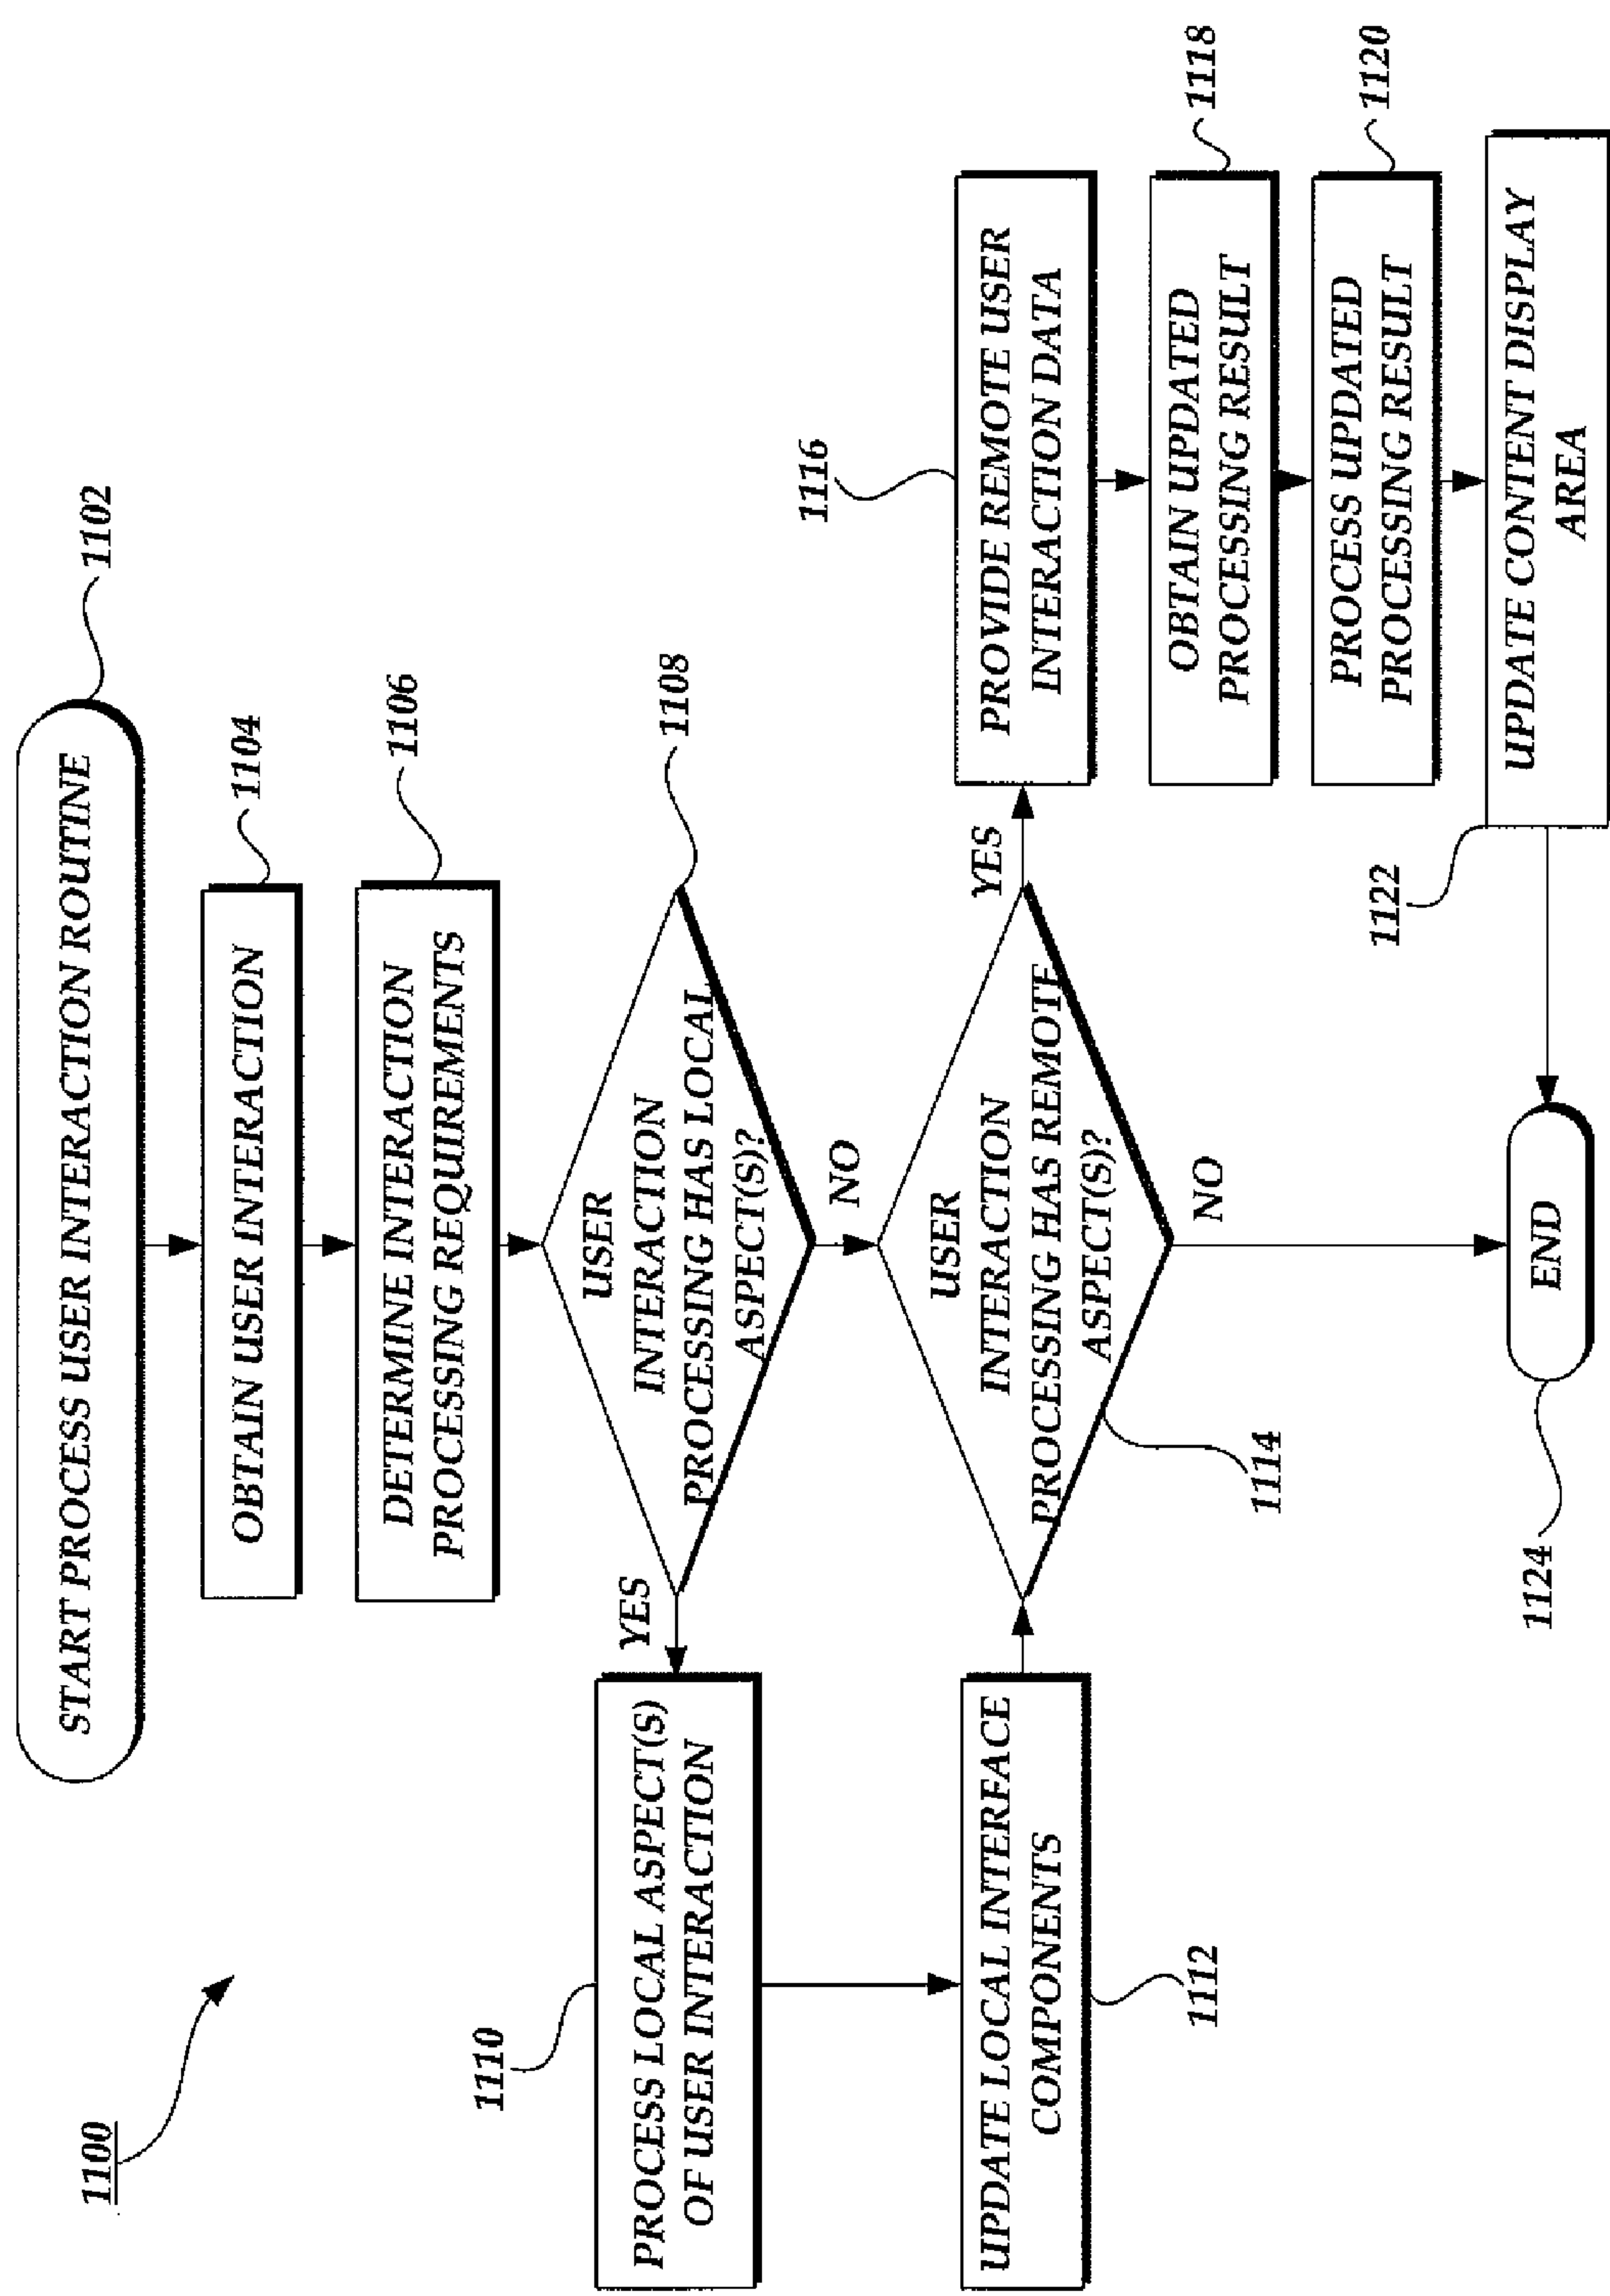 1100
START PROCESS USER INTERACTION ROUTINE
1102
OBTAIN USER INTERACTION
1104
DETERMINE INTERACTION
PROCESSING REQUIREMENTS
1106
USER
INTERACTION
PROCESSING HAS LOCAL
ASPECT(S)?
1108
YES
NO
1110
PROCESS LOCAL ASPECT(S)
OF USER INTERACTION
UPDATE LOCAL INTERFACE
COMPONENTS
1112
USER
INTERACTION
PROCESSING HAS REMOTE
ASPECT(S)?
1114
YES
NO
1116
PROVIDE REMOTE USER
INTERACTION DATA
OBTAIN UPDATED
PROCESSING RESULT
1118
PROCESS UPDATED
PROCESSING RESULT
1120
UPDATE CONTENT DISPLAY
AREA
1122
END
1124